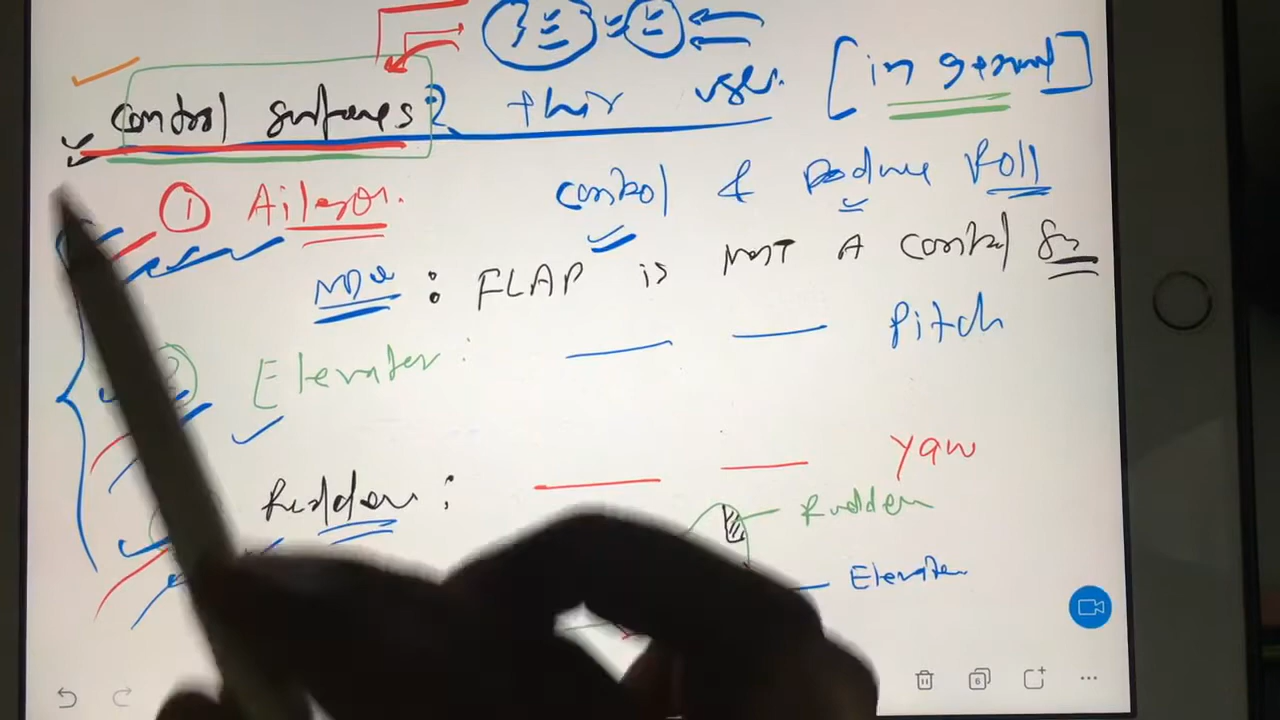 control surfaces? their use. [in general]
① Aileron. control & Produce Roll
Note : FLAP is NOT A control
Elevator : Pitch
Rudder : Yaw
Rudder
Elevator
6